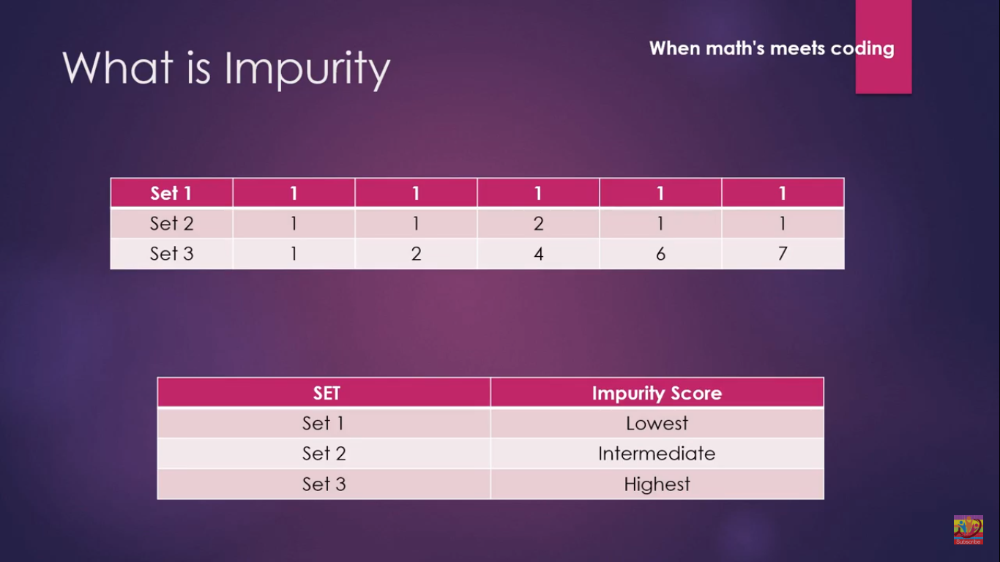 When math's meets coding
What is Impurity
Set 1 1 1 1 1 1
Set 2 1 1 2 1 1
Set 3 1 2 4 6 7
SET Impurity Score
Set 1 Lowest
Set 2 Intermediate
Set 3 Highest
Subscribe